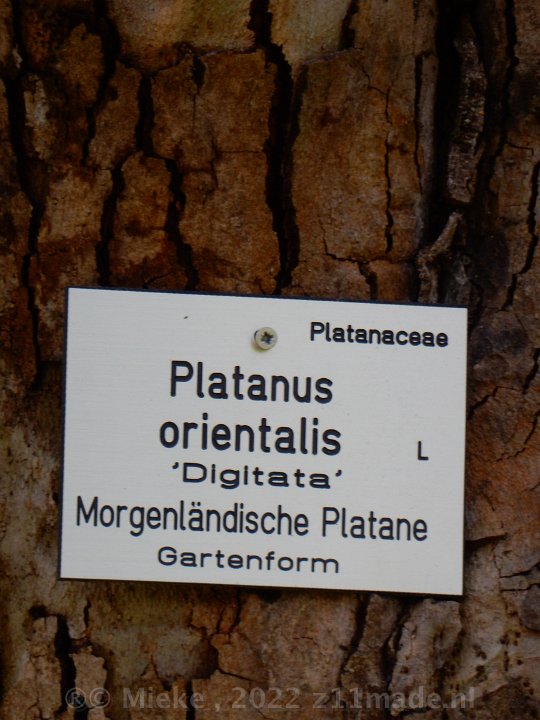 Platanaceae
Platanus
orientalis
L
'Digitata'
Morgenländische Platane
Gartenform
®© Mieke , 2022 z11made.nl